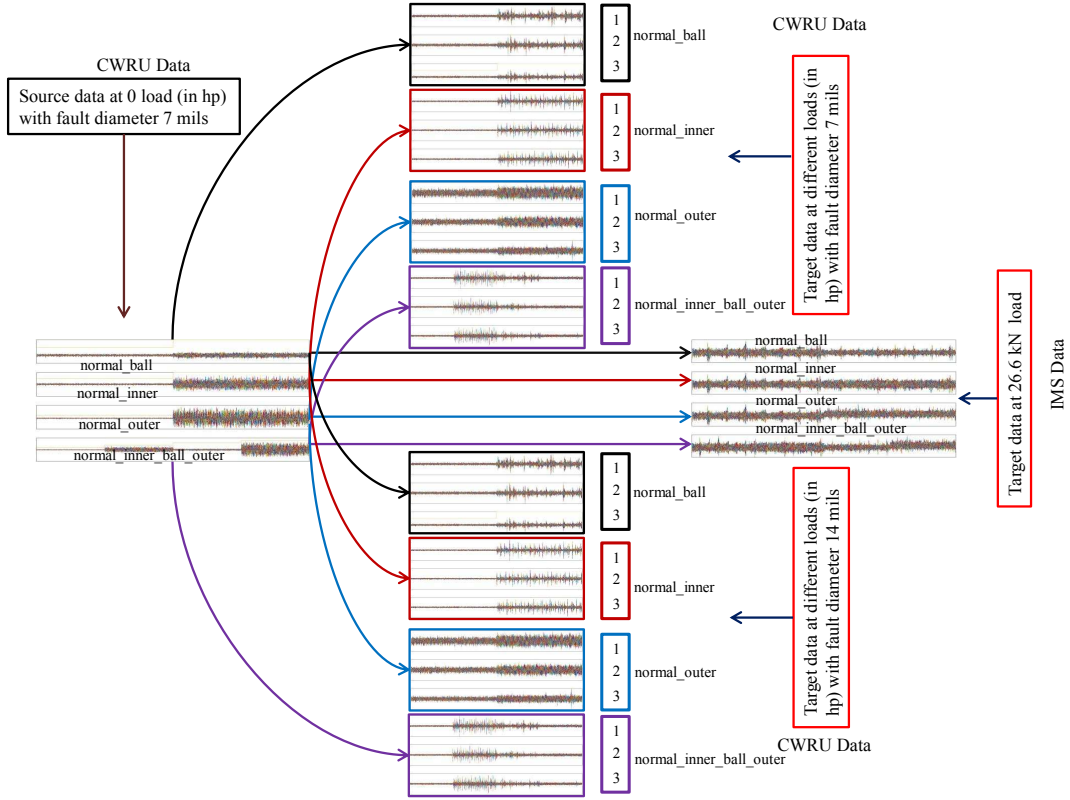 CWRU Data
Source data at 0 load (in hp)
with fault diameter 7 mils
normal_ball
normal_inner
normal_outer
normal_inner_ball_outer
1
2
3
normal_ball
1
2
3
normal_inner
1
2
3
normal_outer
1
2
3
normal_inner_ball_outer
CWRU Data
Target data at different loads (in
hp) with fault diameter 7 mils
normal_ball
normal_inner
normal_outer
normal_inner_ball_outer
Target data at 26.6 kN load
IMS Data
1
2
3
normal_ball
1
2
3
normal_inner
1
2
3
normal_outer
1
2
3
normal_inner_ball_outer
Target data at different loads (in
hp) with fault diameter 14 mils
CWRU Data